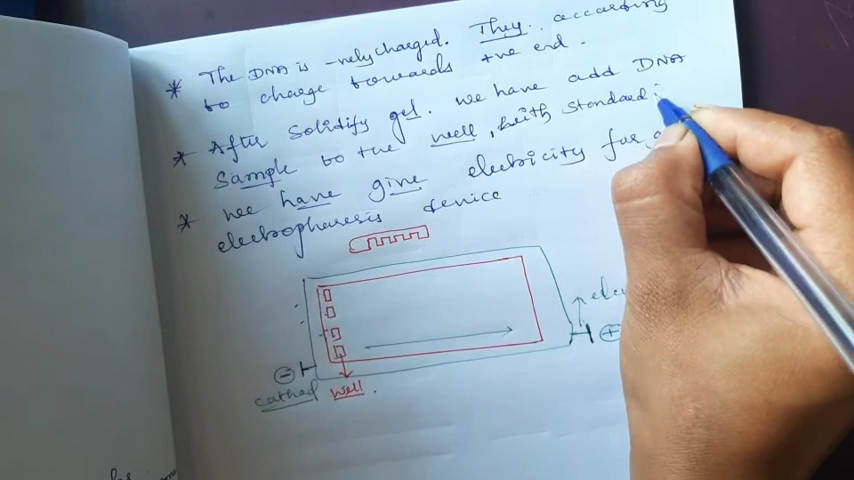 * The DNA is -vely charged. They according
to charge towards +ve end.
* After solidify gel. we have add DNA
Sample to the well, with standard
* we have give electricity for
electrophoresis device
⊖ cathod
well.
⊕